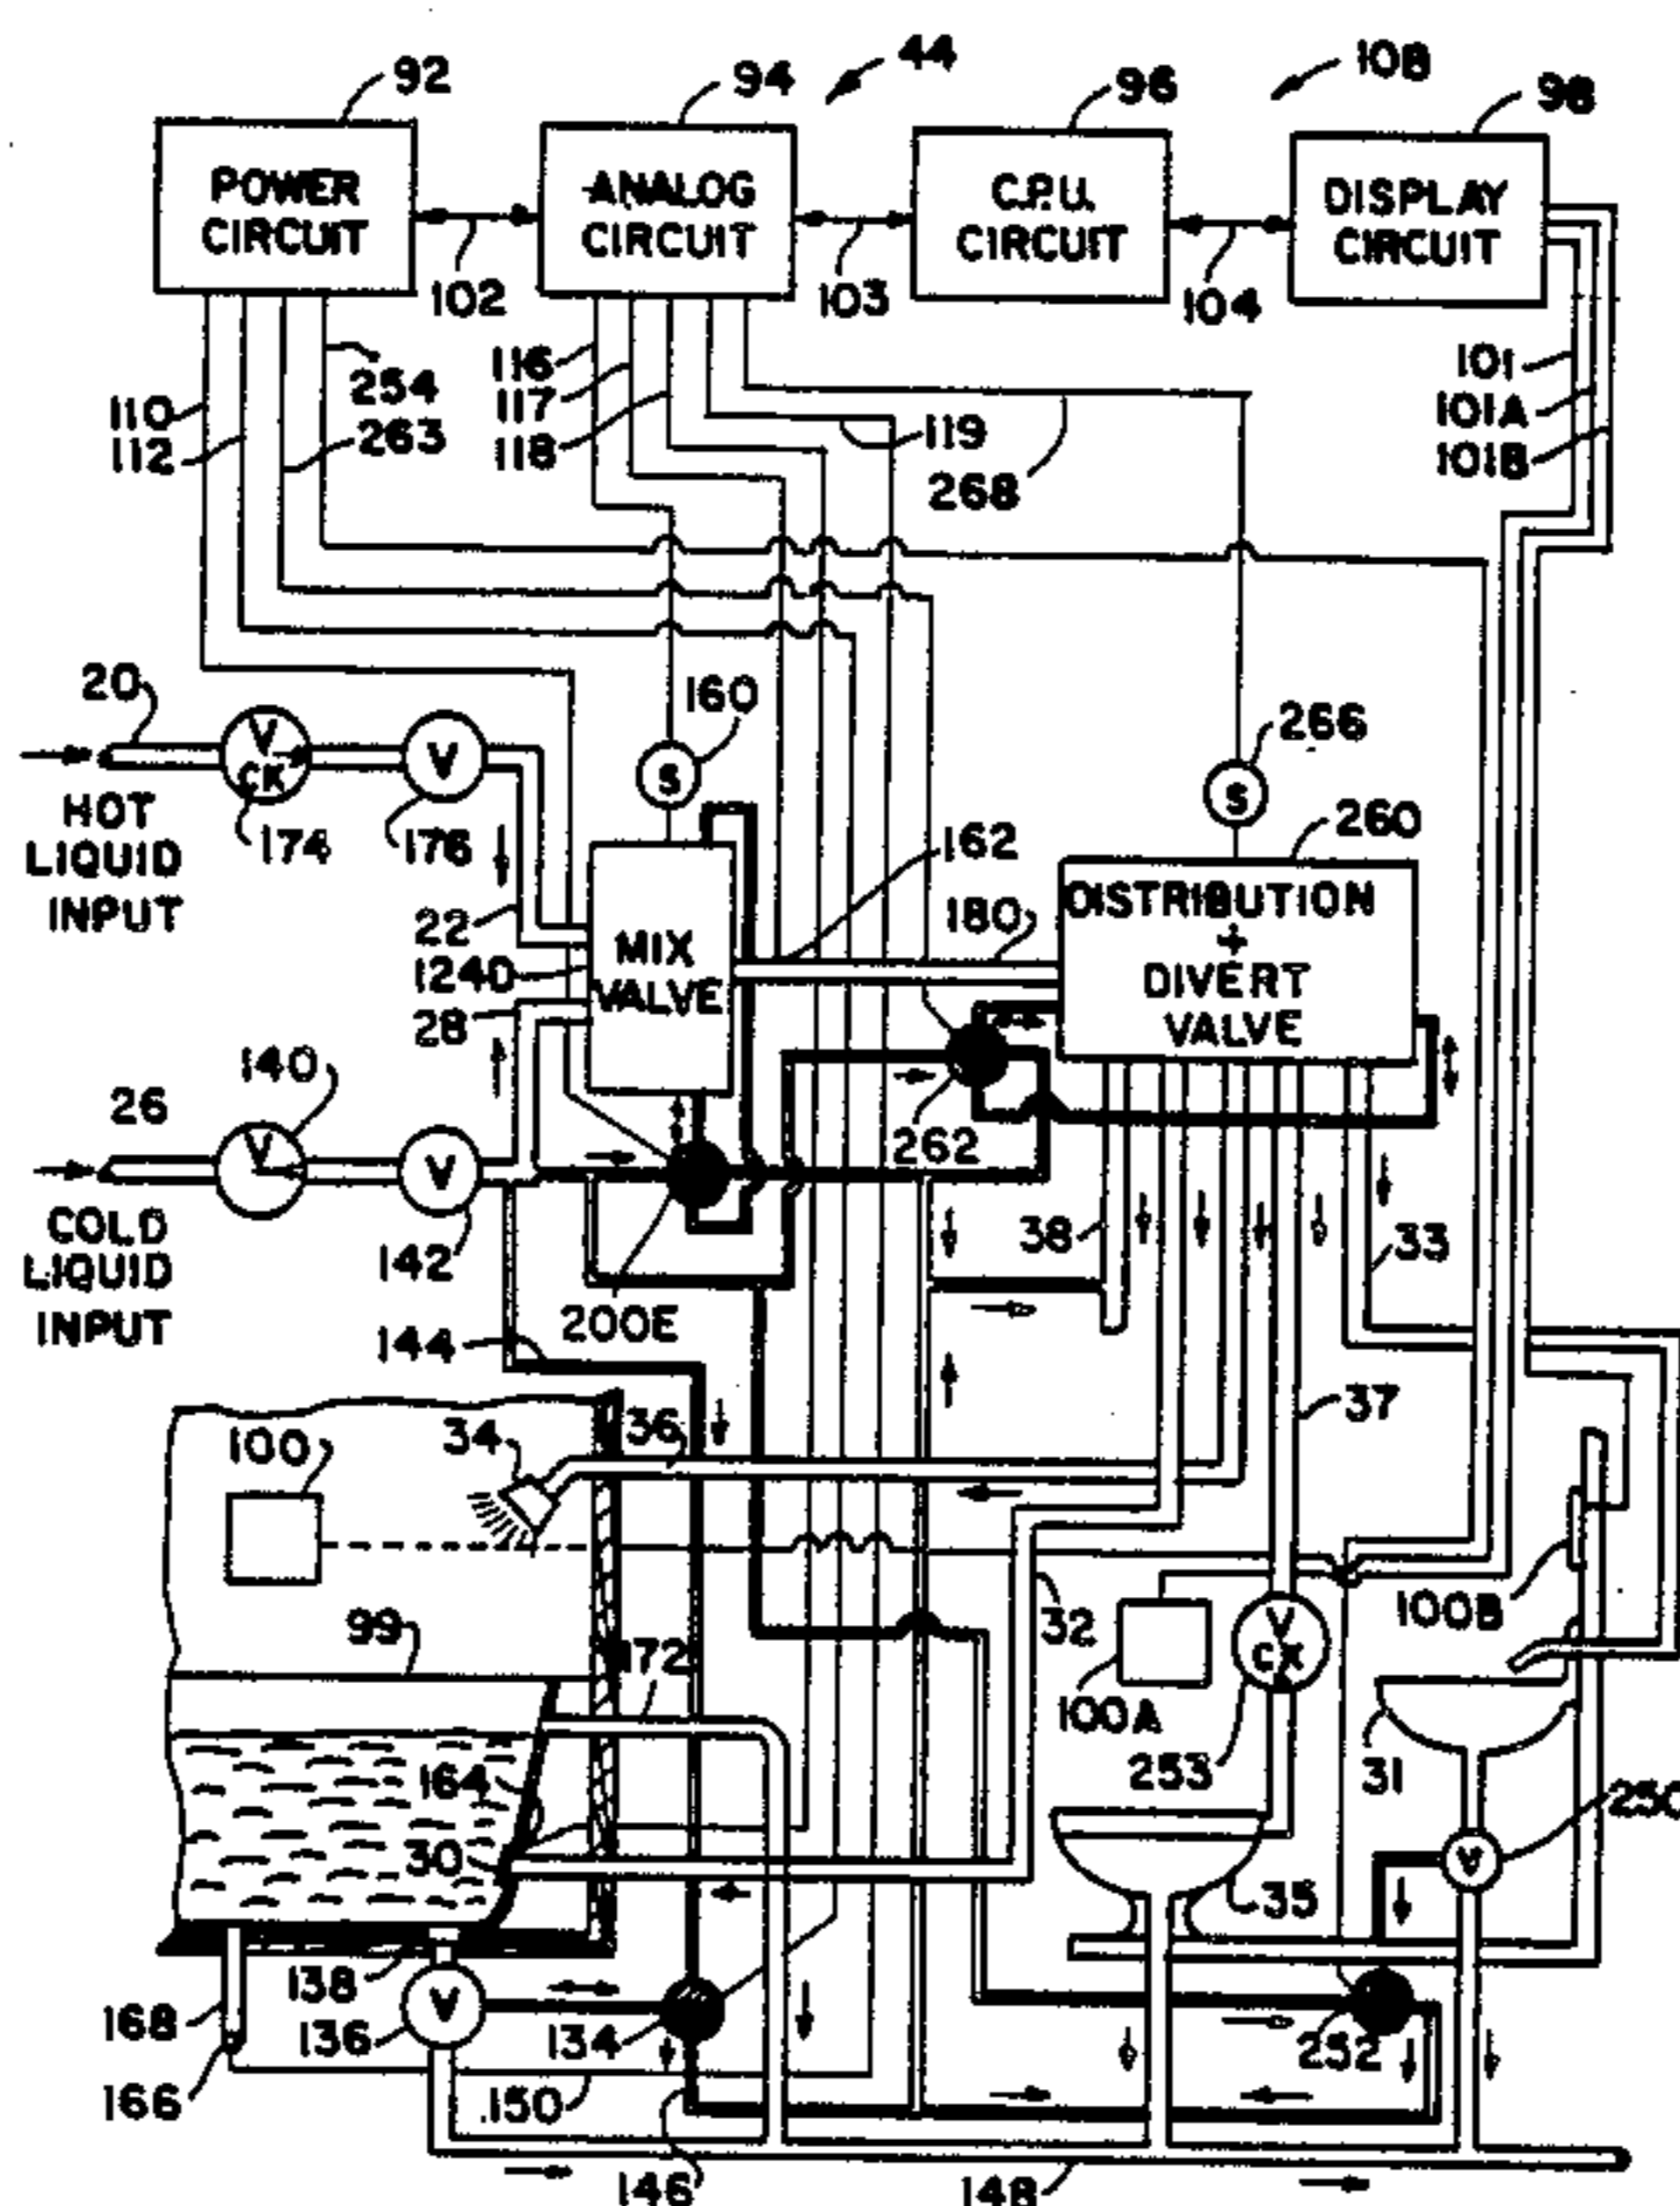 92
94
44
96
108
98
POWER
CIRCUIT
ANALOG
CIRCUIT
C.P.U.
CIRCUIT
DISPLAY
CIRCUIT
102
103
104
254
116
117
118
110
112
263
119
268
101
101A
101B
20
160
266
V
CK
V
S
S
HOT
LIQUID
INPUT
174
176
162
260
22
1240
28
MIX
VALVE
180
DISTRIBUTION
+
DIVERT
VALVE
26
140
V
V
262
COLD
LIQUID
INPUT
142
38
33
200E
144
34
36
37
100
99
172
32
100A
V
CK
100B
253
31
250
164
30
35
V
138
168
V
136
134
252
166
150
146
148